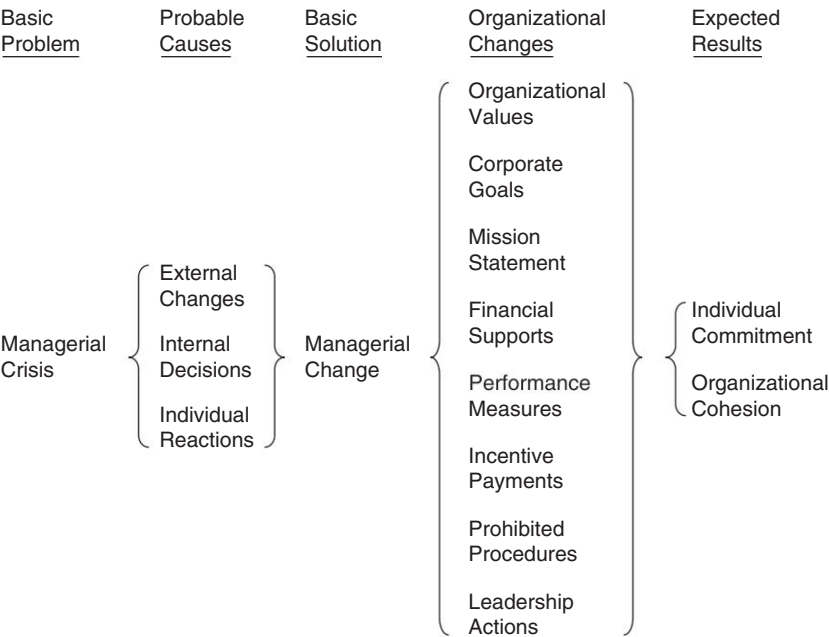 Basic
Problem
Probable
Causes
Basic
Solution
Organizational
Changes
Expected
Results
Managerial
Crisis
External
Changes
Internal
Decisions
Individual
Reactions
Managerial
Change
Organizational
Values
Corporate
Goals
Mission
Statement
Financial
Supports
Performance
Measures
Incentive
Payments
Prohibited
Procedures
Leadership
Actions
Individual
Commitment
Organizational
Cohesion